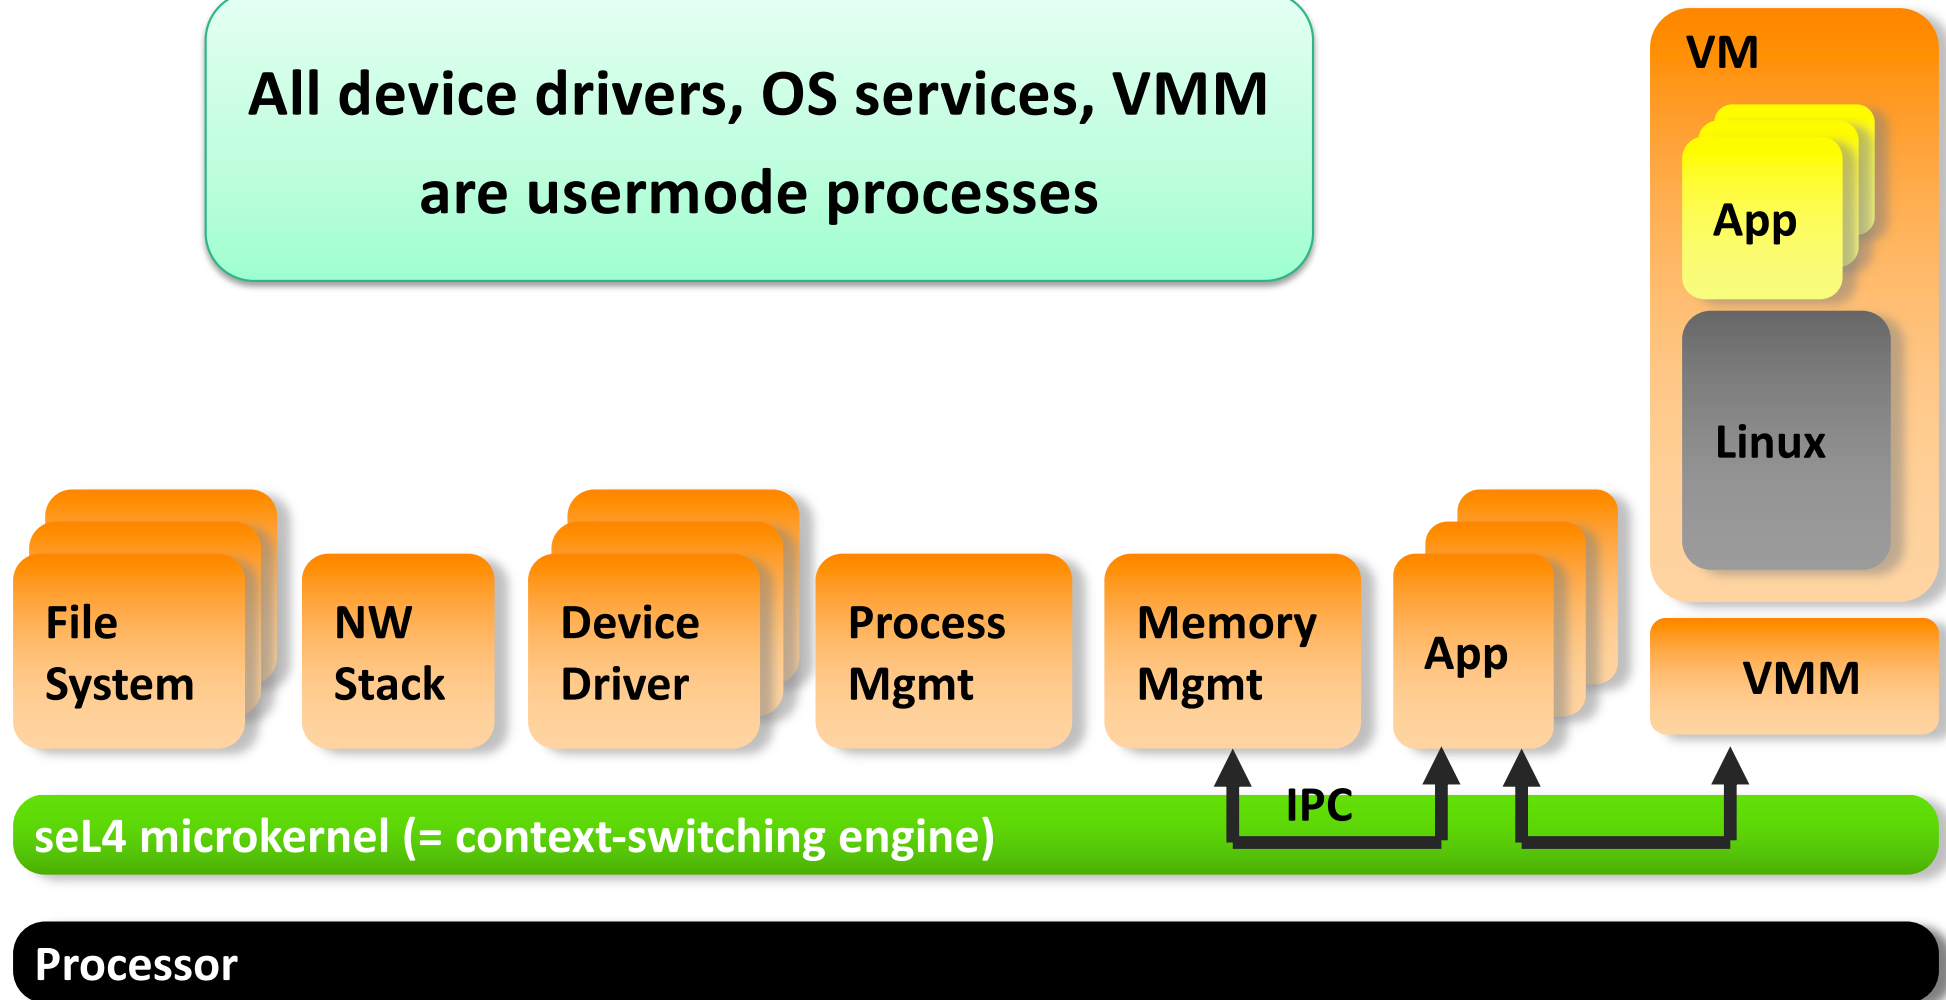 All device drivers, OS services, VMM
are usermode processes
VM
App
Linux
File
System
NW
Stack
Device
Driver
Process
Mgmt
Memory
Mgmt
App
VMM
IPC
seL4 microkernel (= context-switching engine)
Processor